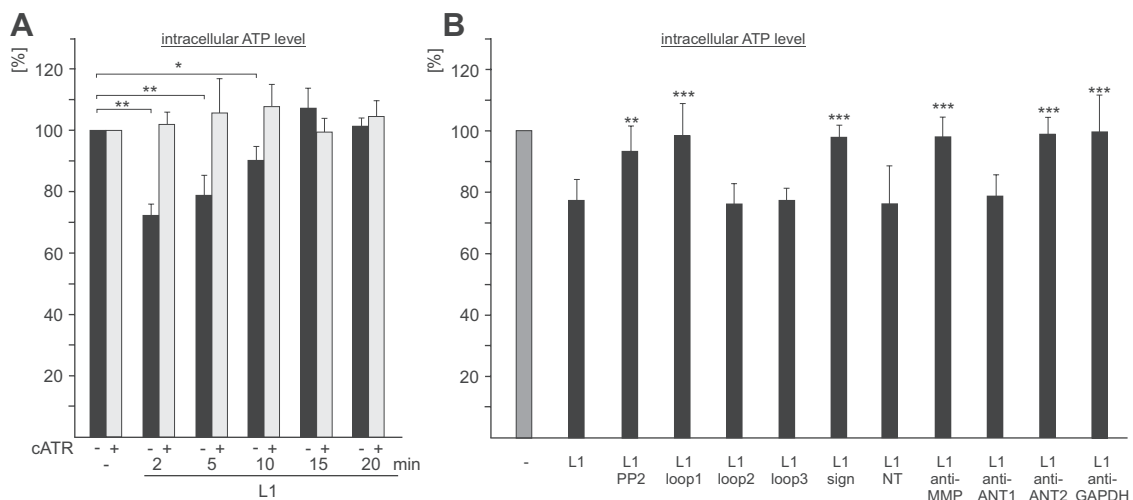 A
intracellular ATP level
[%]
120
100
80
60
40
20
*
**
**
cATR - + - + - + - + - + - +
- 2 5 10 15 20 min
L1
B
intracellular ATP level
[%]
120
100
80
60
40
20
** *** *** *** *** ***
- L1 L1 L1 L1 L1 L1 L1 L1 L1 L1 L1
PP2 loop1 loop2 loop3 sign NT anti- anti- anti- anti-
MMP ANT1 ANT2 GAPDH